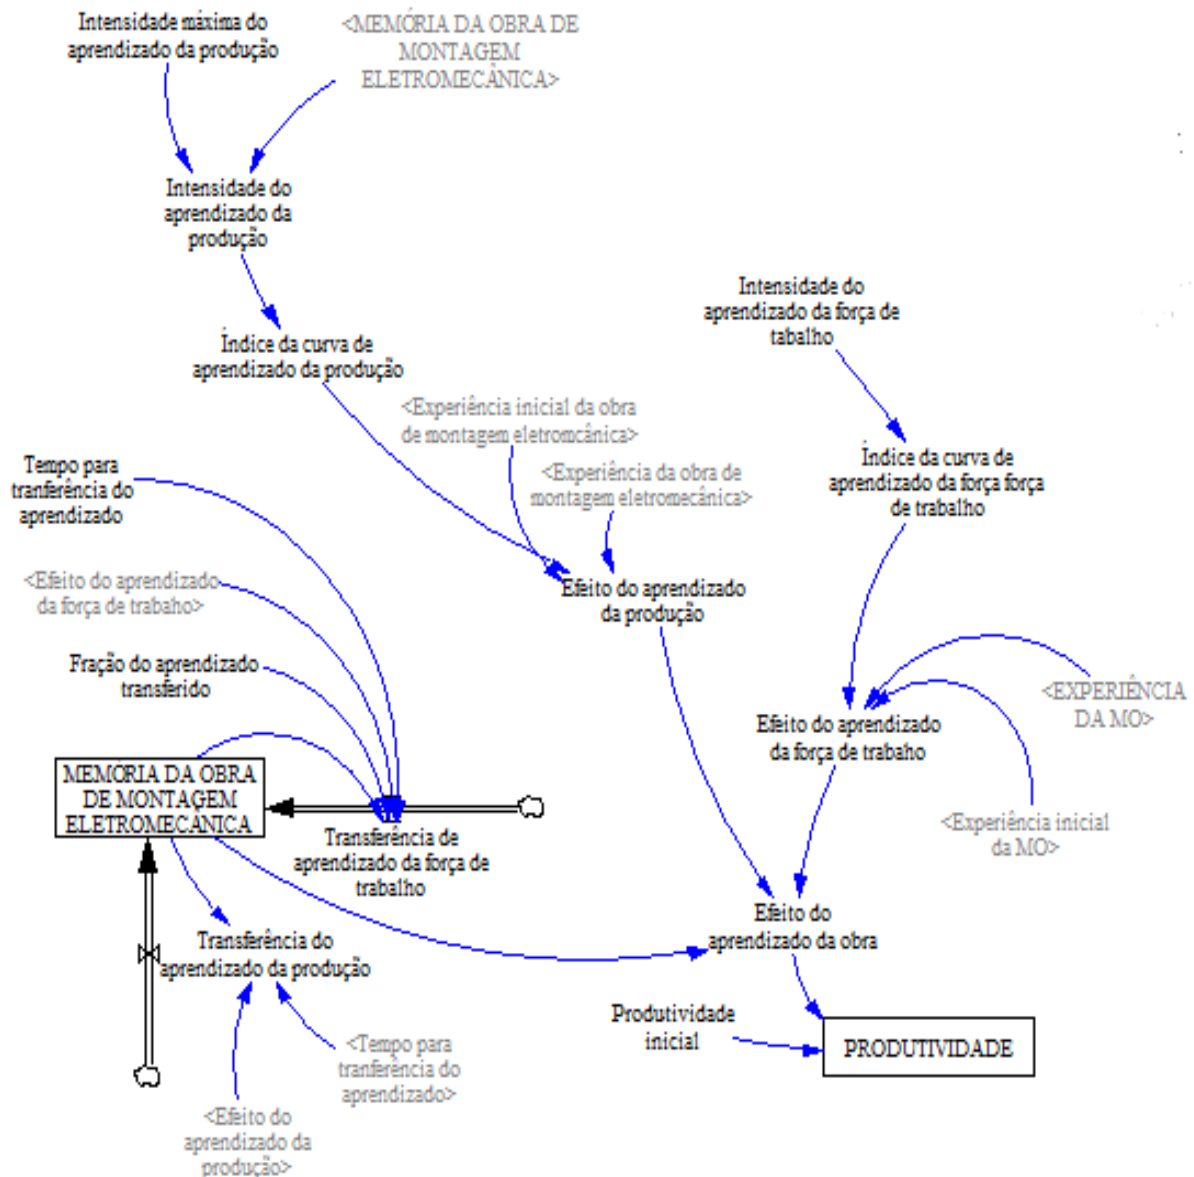 Intensidade máxima do
aprendizado da produção
<MEMÓRIA DA OBRA DE
MONTAGEM
ELETROMECÂNICA>
Intensidade do
aprendizado da
produção
Índice da curva de
aprendizado da produção
Intensidade do
aprendizado da força de
tabalho
<Experiência inicial da obra
de montagem eletromcânica>
<Experiência da obra de
montagem eletromecânica>
Índice da curva de
aprendizado da força força
de trabalho
Tempo para
tranferência do
aprendizado
<Efeito do aprendizado
da força de trabaho>
Fração do aprendizado
transferido
Efeito do aprendizado
da produção
<EXPERIÊNCIA
DA MO>
Efeito do aprendizado
da força de trabaho
<Experiência inicial
da MO>
MEMÓRIA DA OBRA
DE MONTAGEM
ELETROMECÂNICA
Transferência de
aprendizado da força de
trabalho
Efeito do
aprendizado da obra
Transferência do
aprendizado da produção
Produtividade
inicial
PRODUTIVIDADE
<Tempo para
tranferência do
aprendizado>
<Efeito do
aprendizado da
produção>